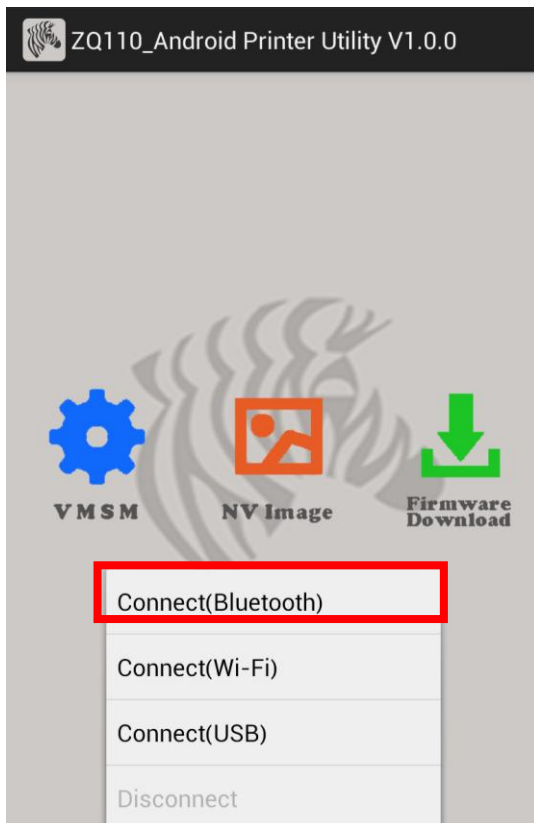 ZQ110_Android Printer Utility V1.0.0
VMSM
NV Image
Firmware
Download
Connect(Bluetooth)
Connect(Wi-Fi)
Connect(USB)
Disconnect